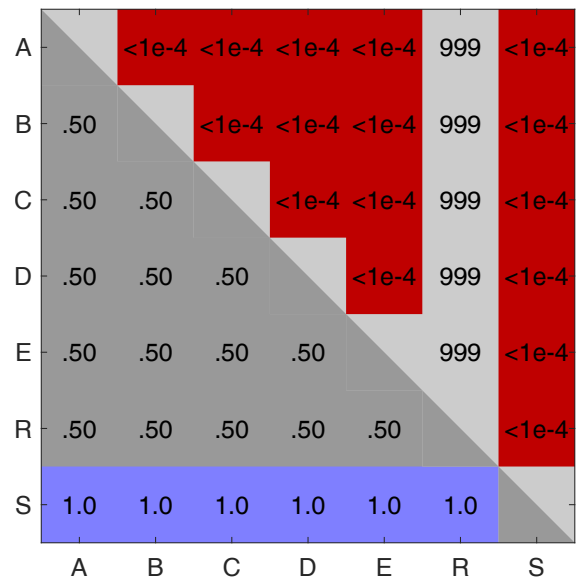 A <1e-4 <1e-4 <1e-4 <1e-4 999 <1e-4
B .50 <1e-4 <1e-4 <1e-4 999 <1e-4
C .50 .50 <1e-4 <1e-4 999 <1e-4
D .50 .50 .50 <1e-4 999 <1e-4
E .50 .50 .50 .50 999 <1e-4
R .50 .50 .50 .50 .50 <1e-4
S 1.0 1.0 1.0 1.0 1.0 1.0
A B C D E R S